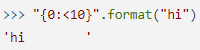 >>> "{0:<10}".format("hi")
'hi        '